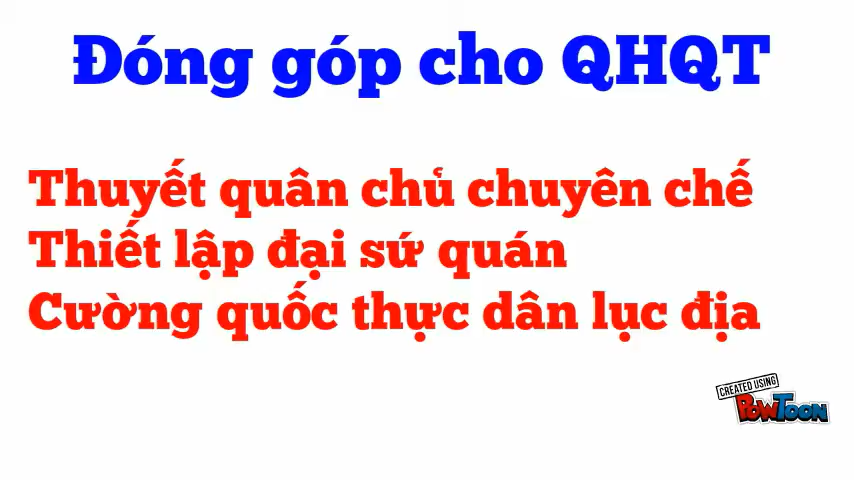 Đóng góp cho QHQT
Thuyết quân chủ chuyên chế
Thiết lập đại sứ quán
Cường quốc thực dân lục địa
CREATED USING
POWTOON